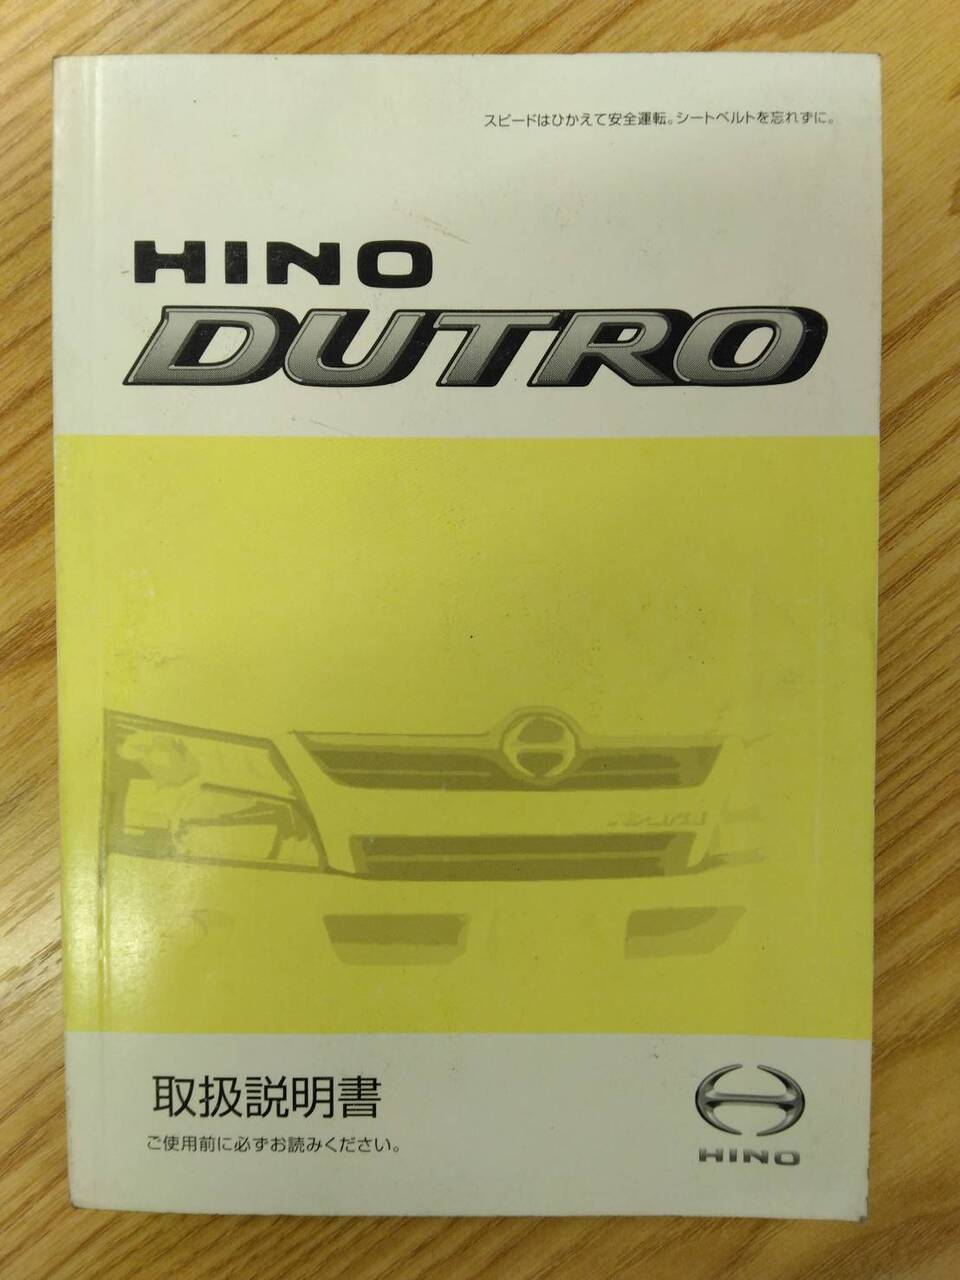 スピードはひかえて安全運転。シートベルトを忘れずに。
HINO
DUTRO
取扱説明書
ご使用前に必ずお読みください。
HINO